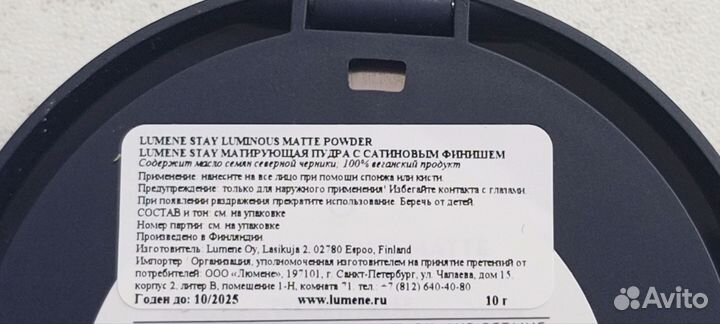 LUMENE STAY LUMINOUS MATTE POWDER
LUMENE STAY МАТИРУЮЩАЯ ПУДРА С САТИНОВЫМ ФИНИШЕМ
Содержит масло семян северной черники; 100% веганский продукт
Применение: нанесите на все лицо при помощи спонжа или кисти.
Предупреждение: только для наружного применения! Избегайте контакта с глазами.
При появлении раздражения прекратите использование. Беречь от детей.
СОСТАВ и тон: см. на упаковке
Номер партии: см. на упаковке
Произведено в Финляндии
Изготовитель: Lumene Oy, Lasikuja 2, 02780 Espoo, Finland
Импортер / Организация, уполномоченная изготовителем на принятие претензий от
потребителей: ООО «Люмене», 197101, г. Санкт-Петербург, ул. Чапаева, дом 15,
корпус 2, литер В, помещение 1-Н, комната 71, тел.: +7 (812) 640-40-80
Годен до: 10/2025 www.lumene.ru 10 г
Avito